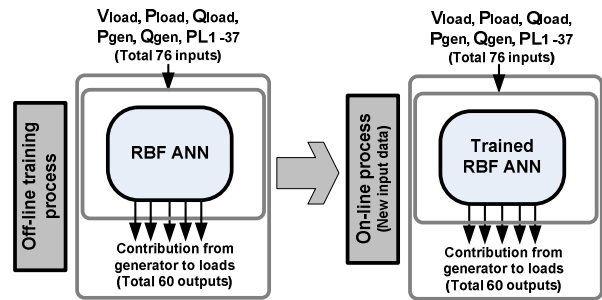 Vload, Pload, Qload,
Pgen, Qgen, PL1-37
(Total 76 inputs)
Off-line training
process
RBF ANN
Contribution from
generator to loads
(Total 60 outputs)
Vload, Pload, Qload,
Pgen, Qgen, PL1-37
(Total 76 inputs)
On-line process
(New input data)
Trained
RBF ANN
Contribution from
generator to loads
(Total 60 outputs)